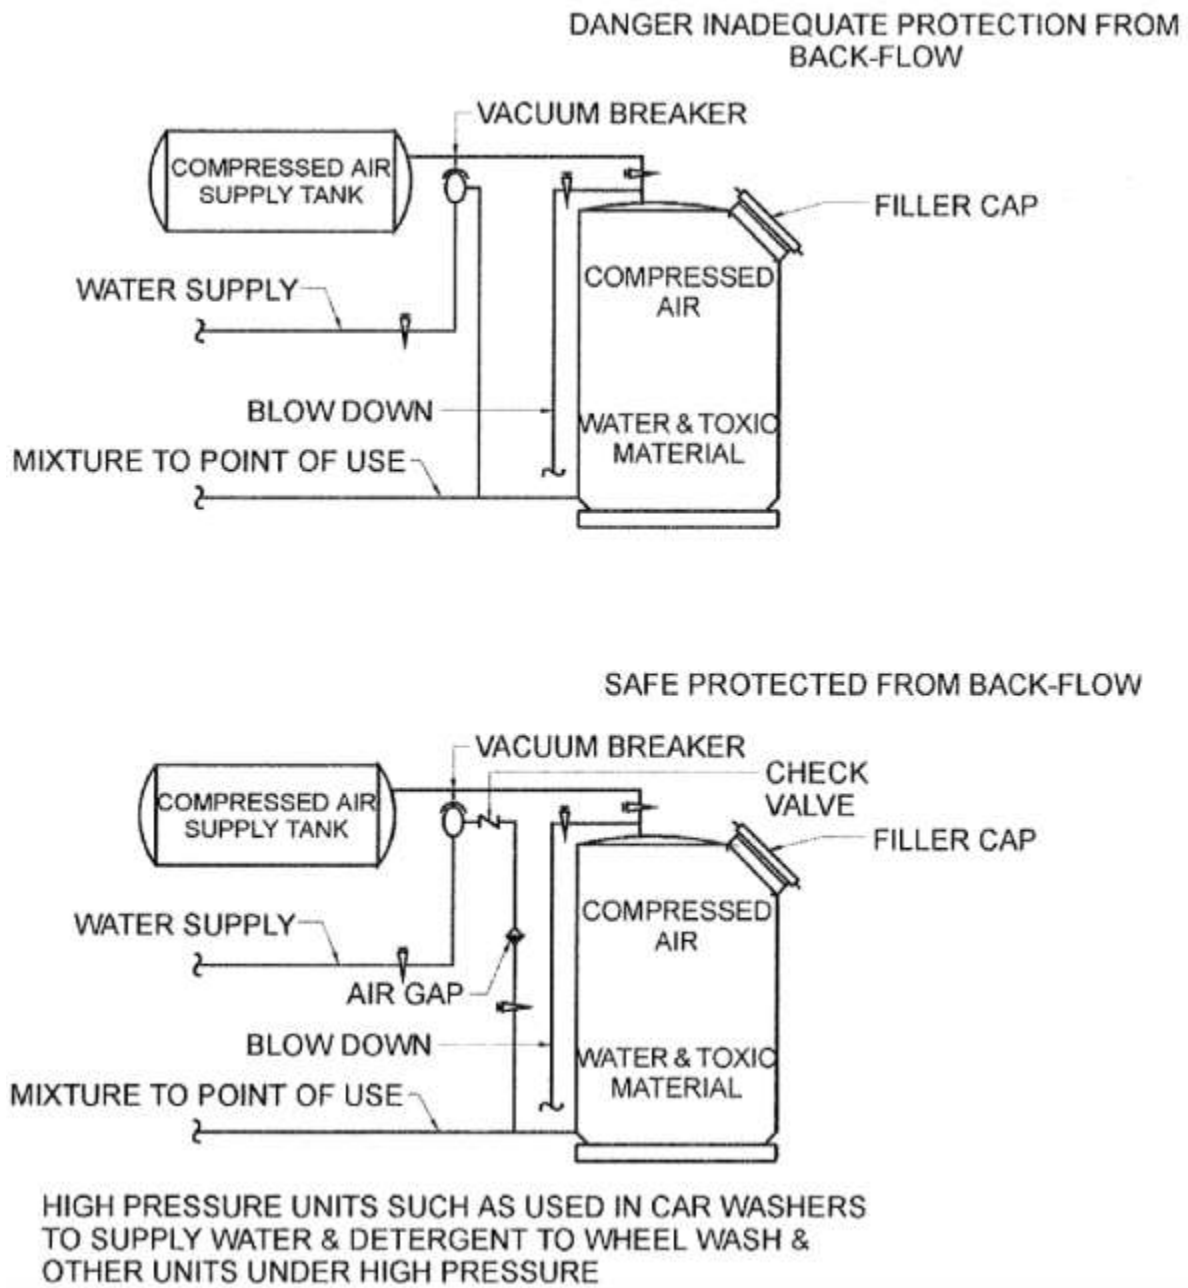 DANGER INADEQUATE PROTECTION FROM
BACK-FLOW
VACUUM BREAKER
COMPRESSED AIR
SUPPLY TANK
FILLER CAP
COMPRESSED
AIR
WATER SUPPLY
BLOW DOWN
WATER & TOXIC
MATERIAL
MIXTURE TO POINT OF USE
SAFE PROTECTED FROM BACK-FLOW
VACUUM BREAKER
CHECK
VALVE
COMPRESSED AIR
SUPPLY TANK
FILLER CAP
COMPRESSED
AIR
WATER SUPPLY
AIR GAP
BLOW DOWN
WATER & TOXIC
MATERIAL
MIXTURE TO POINT OF USE
HIGH PRESSURE UNITS SUCH AS USED IN CAR WASHERS
TO SUPPLY WATER & DETERGENT TO WHEEL WASH &
OTHER UNITS UNDER HIGH PRESSURE